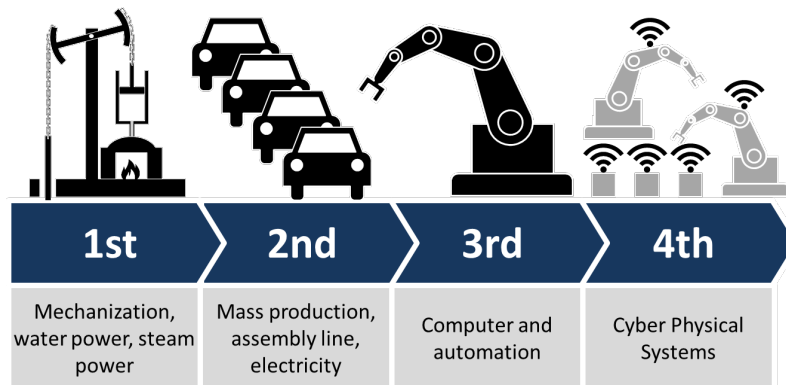 1st
2nd
3rd
4th
Mechanization,
water power, steam
power
Mass production,
assembly line,
electricity
Computer and
automation
Cyber Physical
Systems